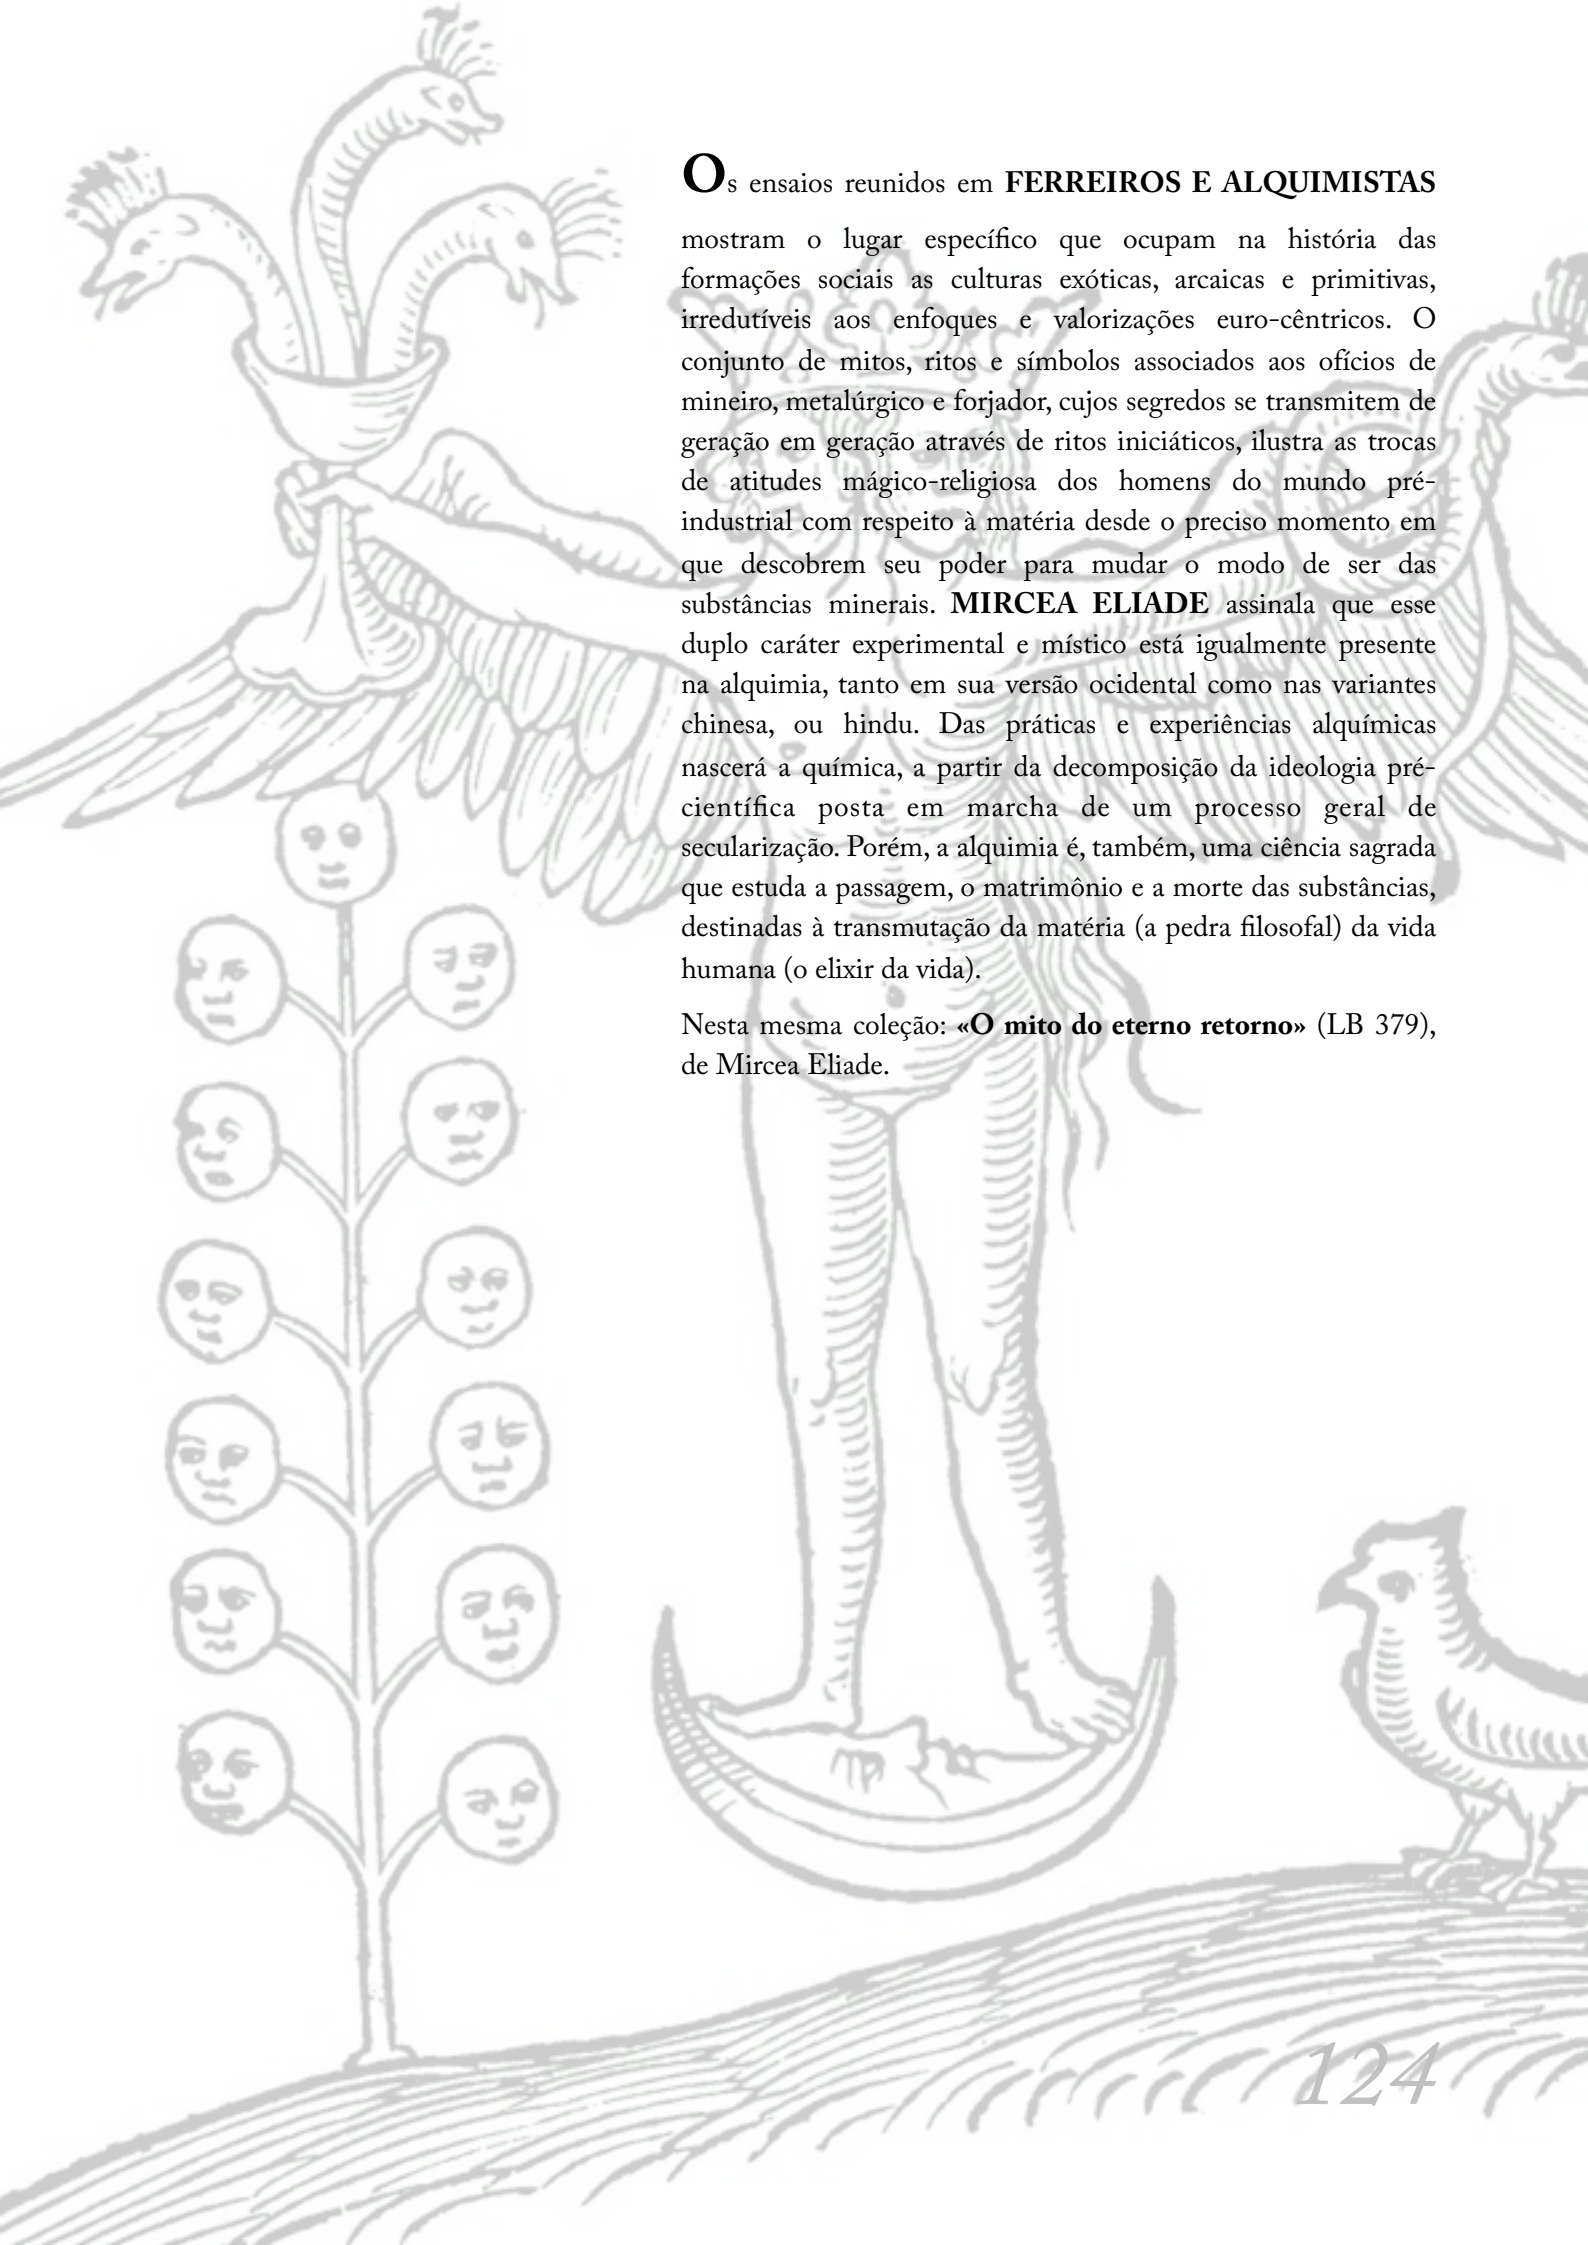 Os ensaios reunidos em FERREIROS E ALQUIMISTAS
mostram o lugar específico que ocupam na história das
formações sociais as culturas exóticas, arcaicas e primitivas,
irredutíveis aos enfoques e valorizações euro-cêntricos. O
conjunto de mitos, ritos e símbolos associados aos ofícios de
mineiro, metalúrgico e forjador, cujos segredos se transmitem de
geração em geração através de ritos iniciáticos, ilustra as trocas
de atitudes mágico-religiosa dos homens do mundo pré-
industrial com respeito à matéria desde o preciso momento em
que descobrem seu poder para mudar o modo de ser das
substâncias minerais. MIRCEA ELIADE assinala que esse
duplo caráter experimental e místico está igualmente presente
na alquimia, tanto em sua versão ocidental como nas variantes
chinesa, ou hindu. Das práticas e experiências alquímicas
nascerá a química, a partir da decomposição da ideologia pré-
científica posta em marcha de um processo geral de
secularização. Porém, a alquimia é, também, uma ciência sagrada
que estuda a passagem, o matrimônio e a morte das substâncias,
destinadas à transmutação da matéria (a pedra filosofal) da vida
humana (o elixir da vida).
Nesta mesma coleção: «O mito do eterno retorno» (LB 379),
de Mircea Eliade.
124